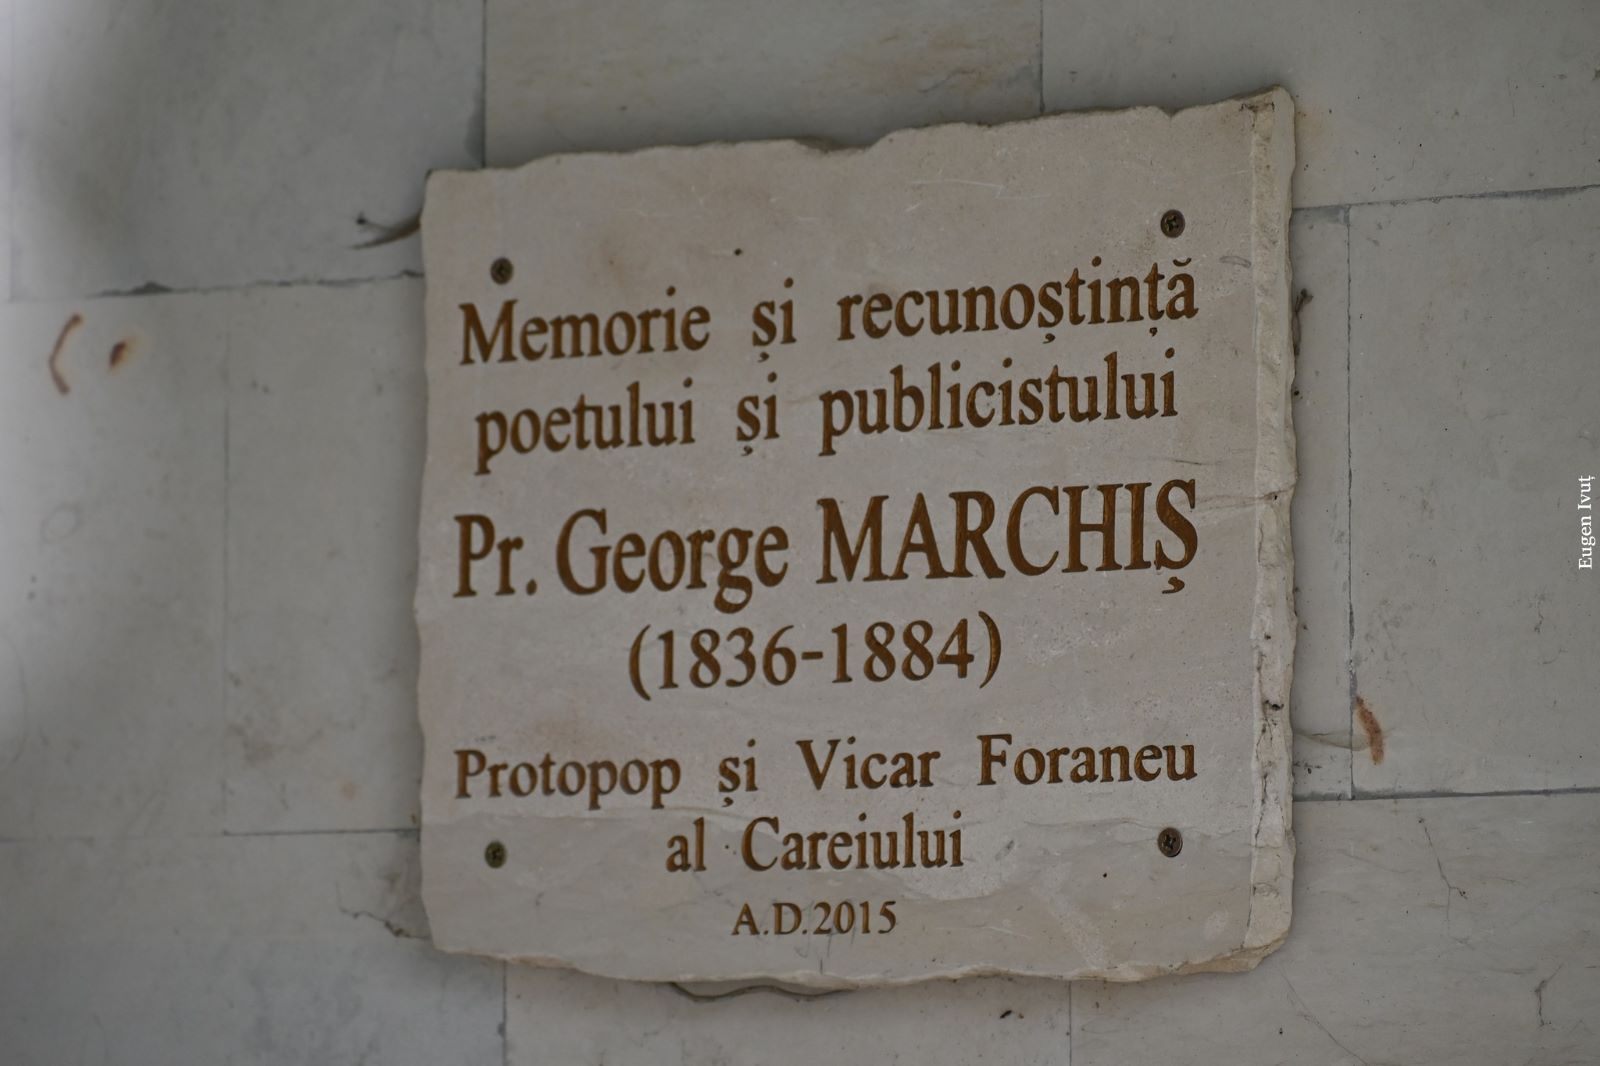 Memorie și recunoștință
poetului și publicistului
Pr. George MARCHIȘ
(1836-1884)
Protopop și Vicar Foraneu
al Careiului
A.D.2015
Eugen Ivuț